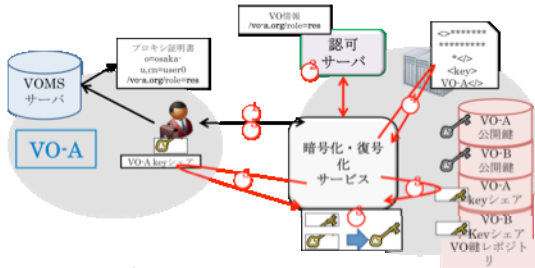 VO情報
/vo-a.org/role=res
プロキシ証明書
o=osaka-
u,cn=user0
/vo-a.org/role=res
認可
サーバ
<>*******
*********
*</>
<key>
VO-A</>
VOMS
サーバ
VO-A
VO-A keyシェア
暗号化・復号
化
サービス
VO-A
公開鍵
VO-B
公開鍵
VO-A
keyシェア
VO-B
Keyシェア
VO鍵レポジト
リ